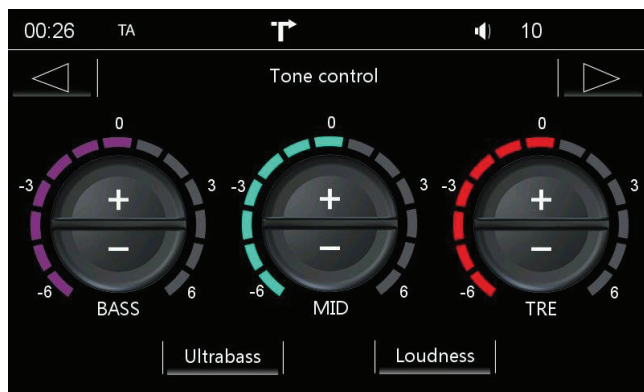 00:26 TA 10
Tone control
0 0 0
-3 3 -3 3 -3 3
+ + +
− − −
-6 6 -6 6 -6 6
BASS MID TRE
Ultrabass Loudness